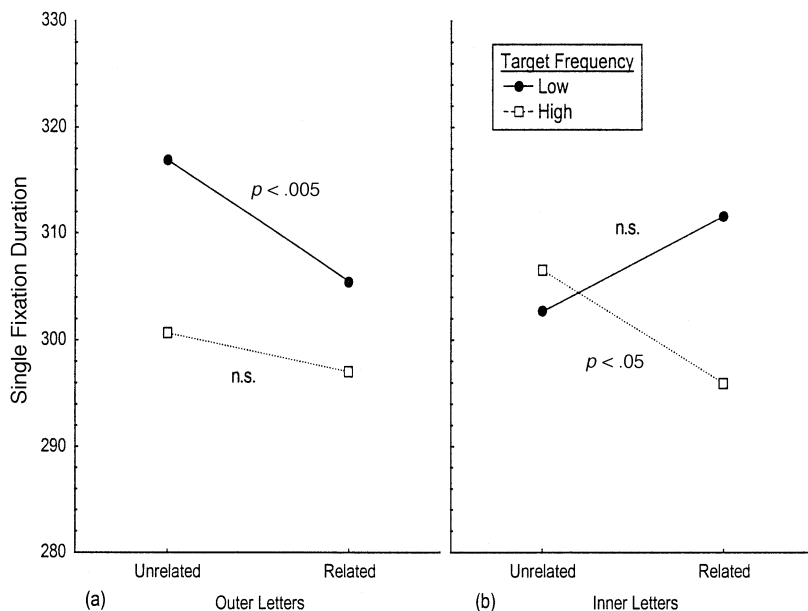 330
320
310
300
290
280
Single Fixation Duration
Target Frequency
Low
High
p < .005
n.s.
n.s.
p < .05
Unrelated
Related
Unrelated
Related
(a)
Outer Letters
(b)
Inner Letters